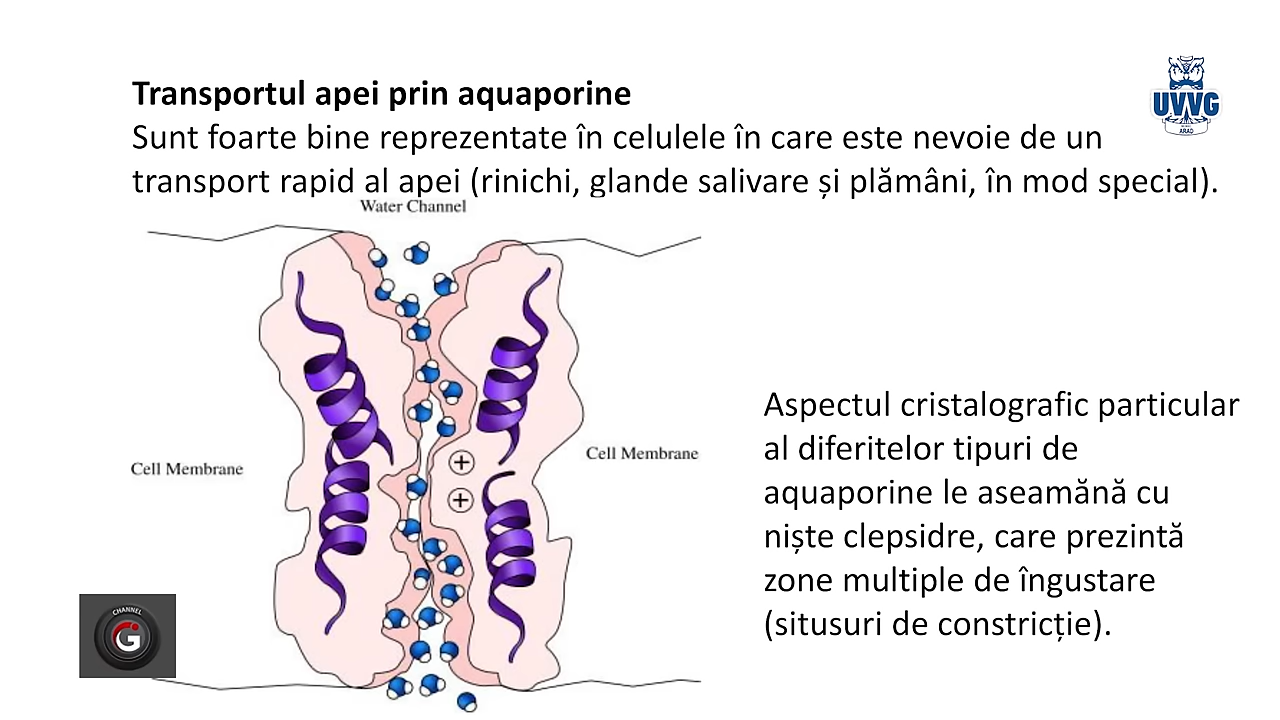 Transportul apei prin aquaporine
Sunt foarte bine reprezentate în celulele în care este nevoie de un
transport rapid al apei (rinichi, glande salivare și plămâni, în mod special).
UVVG
ARAD
Water Channel
Cell Membrane
Cell Membrane
+
+
Aspectul cristalografic particular
al diferitelor tipuri de
aquaporine le aseamănă cu
niște clepsidre, care prezintă
zone multiple de îngustare
(situsuri de constricție).
CHANNEL
G